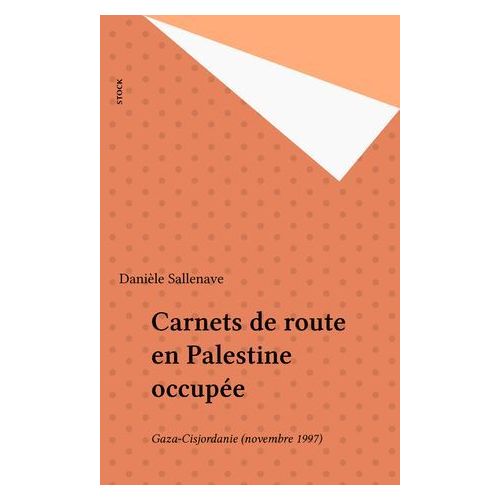 STOCK
Danièle Sallenave
Carnets de route
en Palestine
occupée
Gaza-Cisjordanie (novembre 1997)